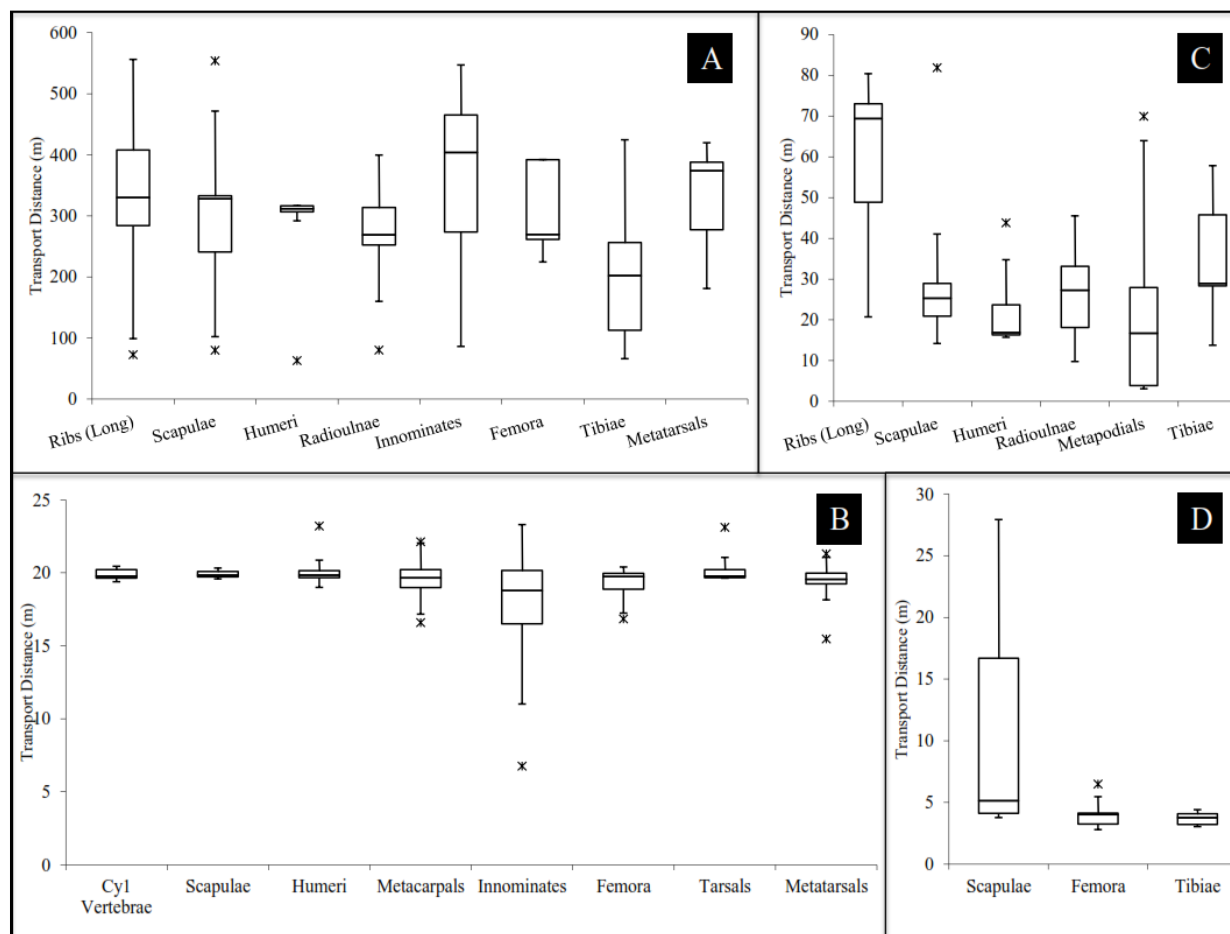 A
600
500
400
300
200
100
0
Transport Distance (m)
Ribs (Long) Scapulae Humeri Radioulnae Innominates Femora Tibiae Metatarsals
C
90
80
70
60
50
40
30
20
10
0
Transport Distance (m)
Ribs (Long) Scapulae Humeri Radioulnae Metapodials Tibiae
B
25
20
15
10
5
0
Transport Distance (m)
Cy1 Scapulae Humeri Metacarpals Innominates Femora Tarsals Metatarsals
Vertebrae
D
30
25
20
15
10
5
0
Transport Distance (m)
Scapulae Femora Tibiae